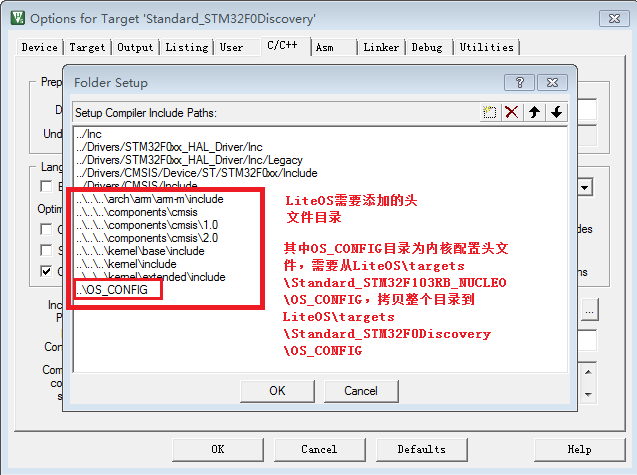 Options for Target 'Standard_STM32F0Discovery'
Device Target Output Listing User C/C++ Asm Linker Debug Utilities
Folder Setup
Setup Compiler Include Paths:
../Inc
../Drivers/STM32F0xx_HAL_Driver/Inc
../Drivers/STM32F0xx_HAL_Driver/Inc/Legacy
../Drivers/CMSIS/Device/ST/STM32F0xx/Include
../Drivers/CMSIS/Include
..\..\..\arch\arm\arm-m\include
..\..\..\components\cmsis
..\..\..\components\cmsis\1.0
..\..\..\components\cmsis\2.0
..\..\..\kernel\base\include
..\..\..\kernel\include
..\..\..\kernel\extended\include
..\OS_CONFIG
LiteOS需要添加的头
文件目录
其中OS_CONFIG目录为内核配置头文
件，需要从LiteOS\targets
\Standard_STM32F103RB_NUCLEO
\OS_CONFIG，拷贝整个目录到
LiteOS\targets
\Standard_STM32F0Discovery
\OS_CONFIG
OK Cancel
Prep
D
Und
Lang
Optim
Inc
P
Con
Com
co
s
des
ns
...
OK Cancel Defaults Help